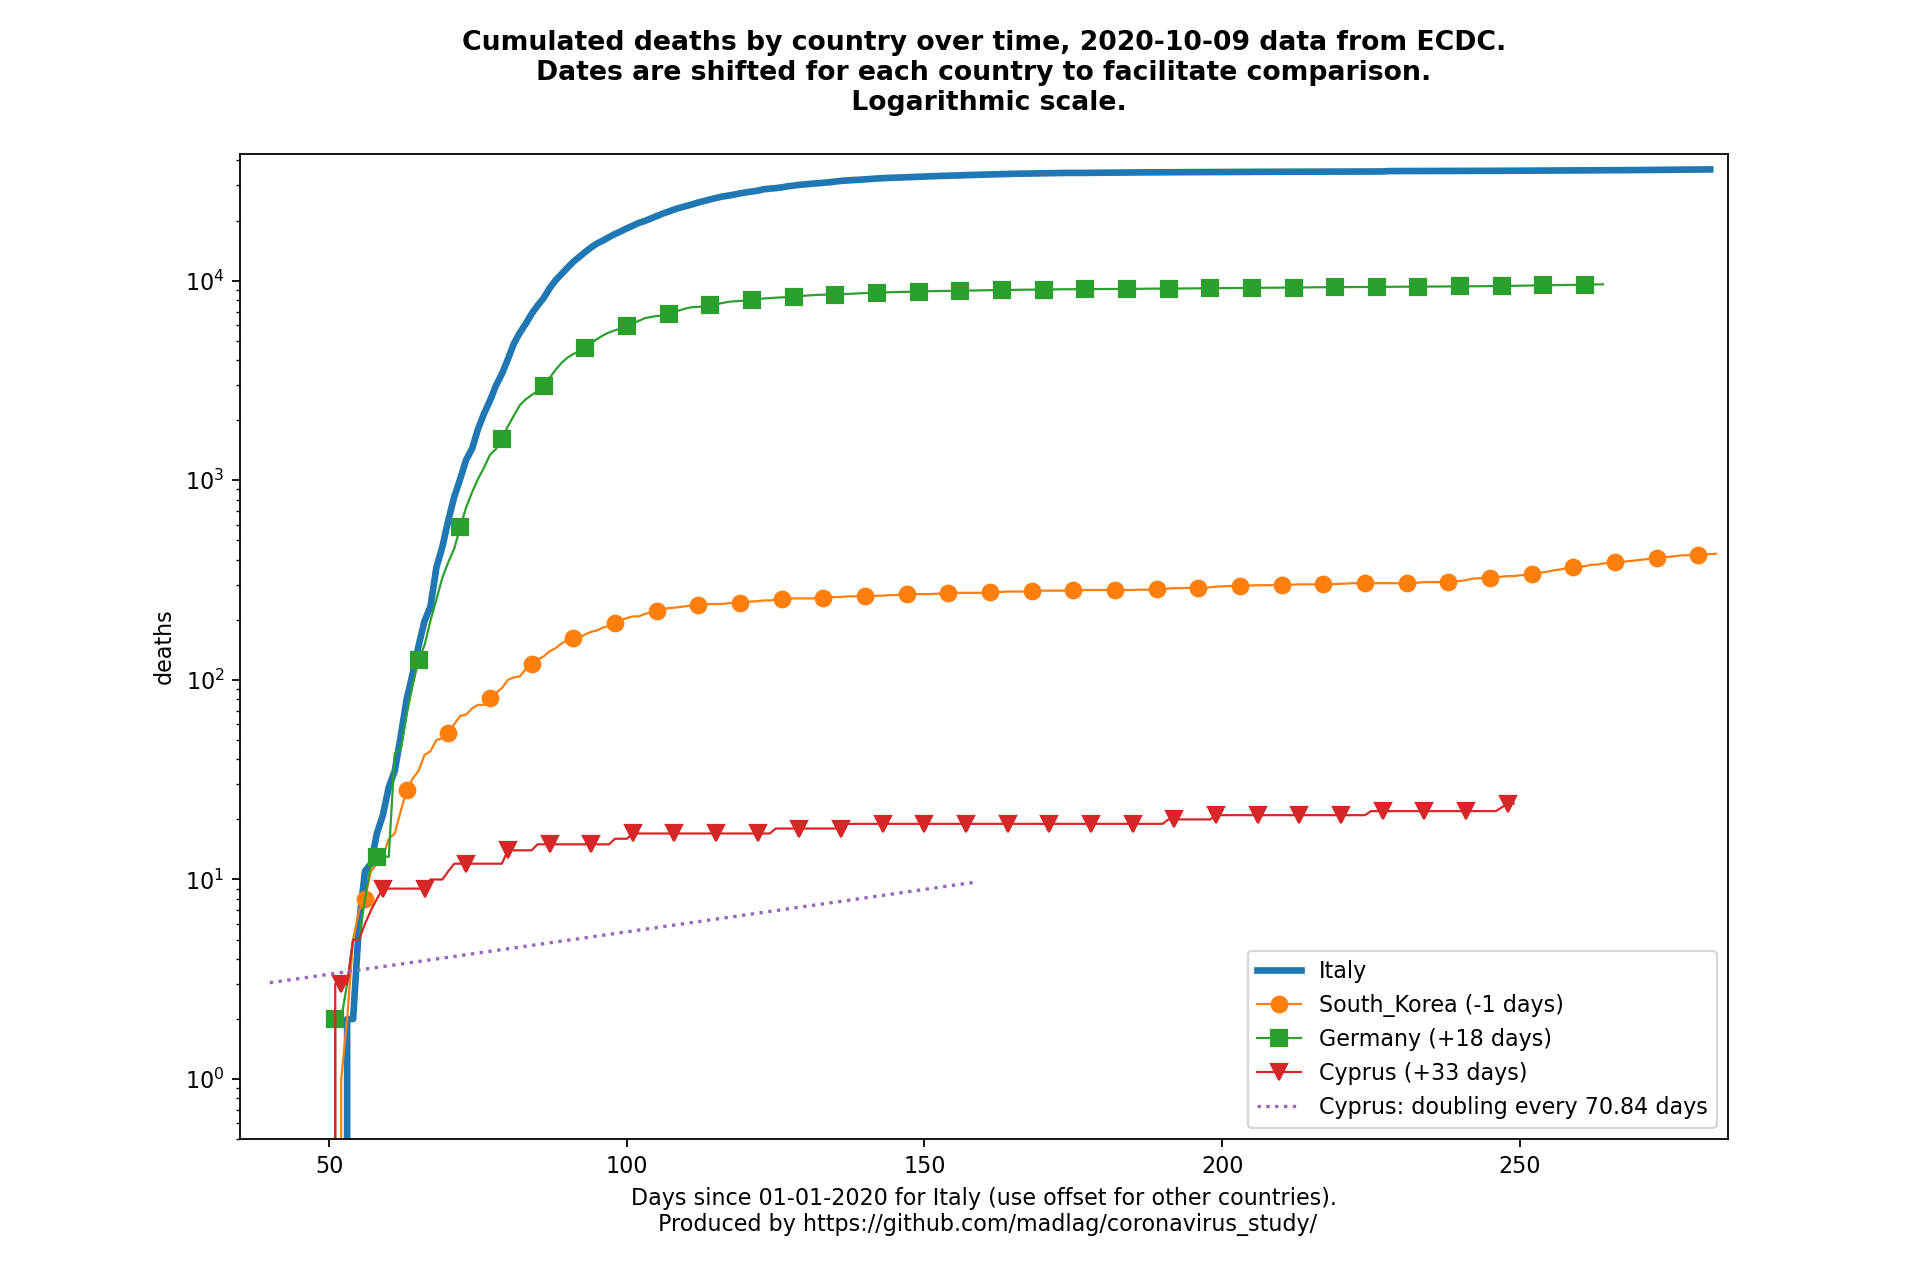 Cumulated deaths by country over time, 2020-10-09 data from ECDC.
Dates are shifted for each country to facilitate comparison.
Logarithmic scale.
deaths
10^4
10^3
10^2
10^1
10^0
50 100 150 200 250
Italy
South_Korea (-1 days)
Germany (+18 days)
Cyprus (+33 days)
Cyprus: doubling every 70.84 days
Days since 01-01-2020 for Italy (use offset for other countries).
Produced by https://github.com/madlag/coronavirus_study/